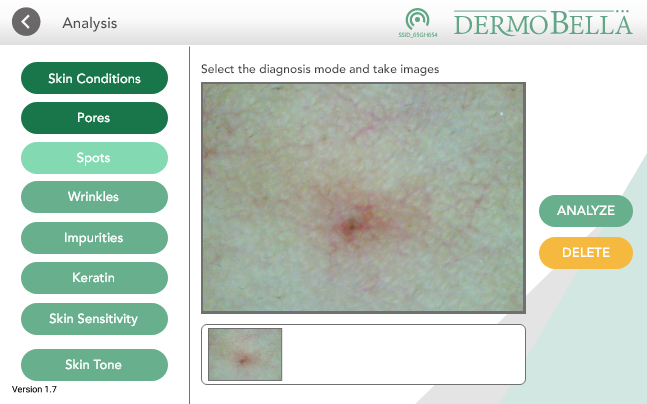 Analysis
SSID_65GH654
DERMOBELLA
Skin Conditions
Pores
Spots
Wrinkles
Impurities
Keratin
Skin Sensitivity
Skin Tone
Version 1.7
Select the diagnosis mode and take images
ANALYZE
DELETE